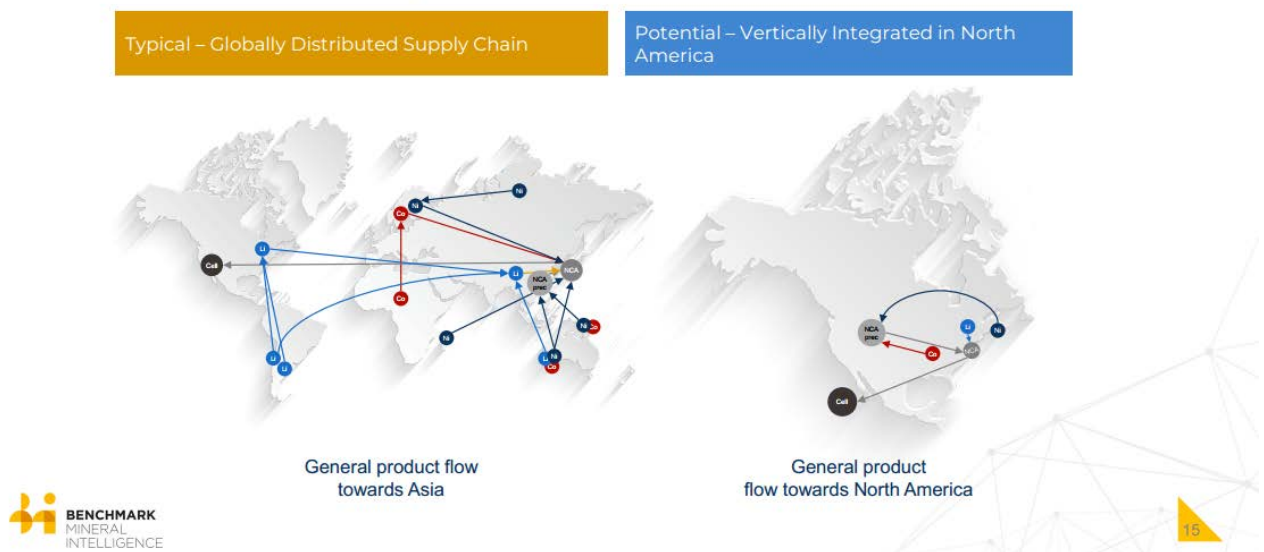 Typical – Globally Distributed Supply Chain
Potential – Vertically Integrated in North
America
Ni
Ni
Co
Li
Cell
Li
NCA
NCA
prec
Co
Ni
Ni
Co
Li
Li
Li
Ni
Co
Li
Ni
NCA
prec
NCA
Co
Cell
General product flow
towards Asia
General product
flow towards North America
BENCHMARK
MINERAL
INTELLIGENCE
15